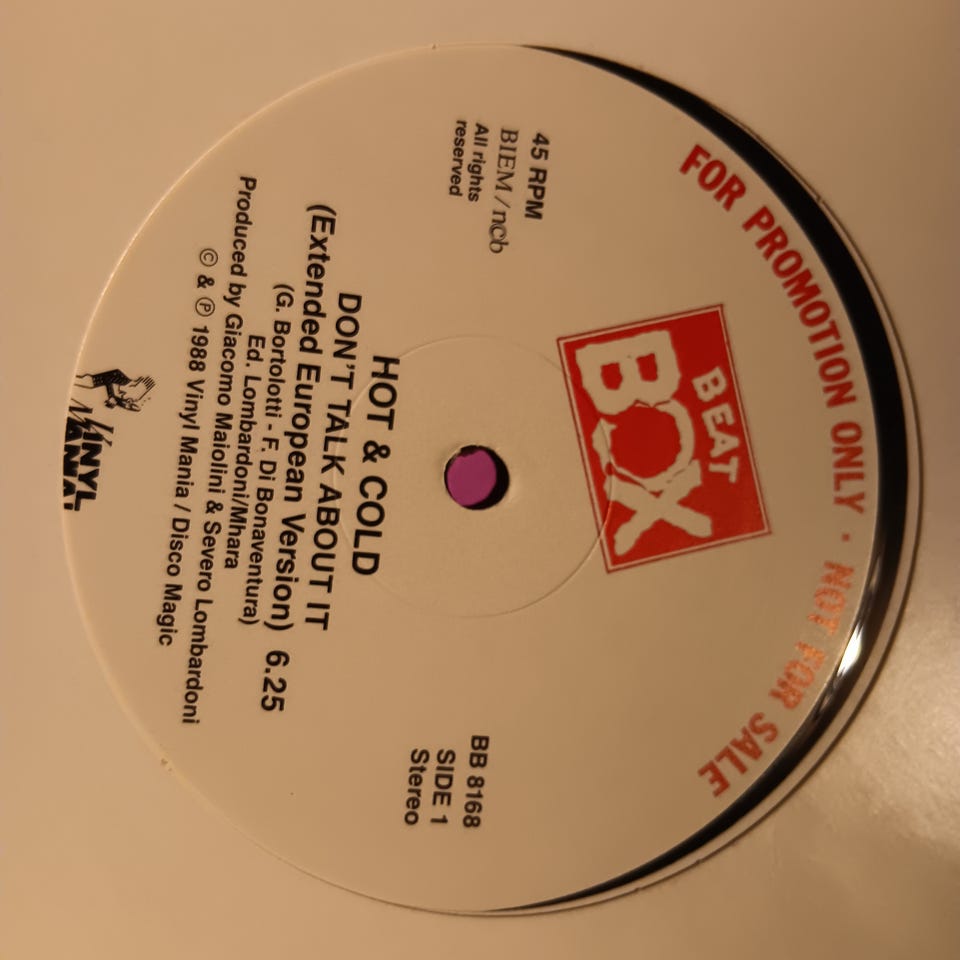 FOR PROMOTION ONLY · NOT FOR SALE
BEAT
BOX
45 RPM
BIEM / ncb
All rights
reserved
BB 8168
SIDE 1
Stereo
HOT & COLD
DON'T TALK ABOUT IT
(Extended European Version) 6.25
(G. Bortolotti - F. Di Bonaventura)
Ed. Lombardoni/Mhara
Produced by Giacomo Maiolini & Severo Lombardoni
© & ℗ 1988 Vinyl Mania / Disco Magic
VINYL
MANIA